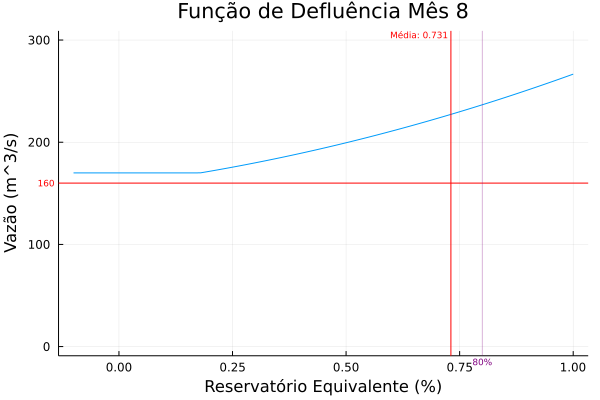 Função de Defluência Mês 8
Média: 0.731
300
200
160
100
0
Vazão (m^3/s)
0.00
0.25
0.50
0.75
80%
1.00
Reservatório Equivalente (%)